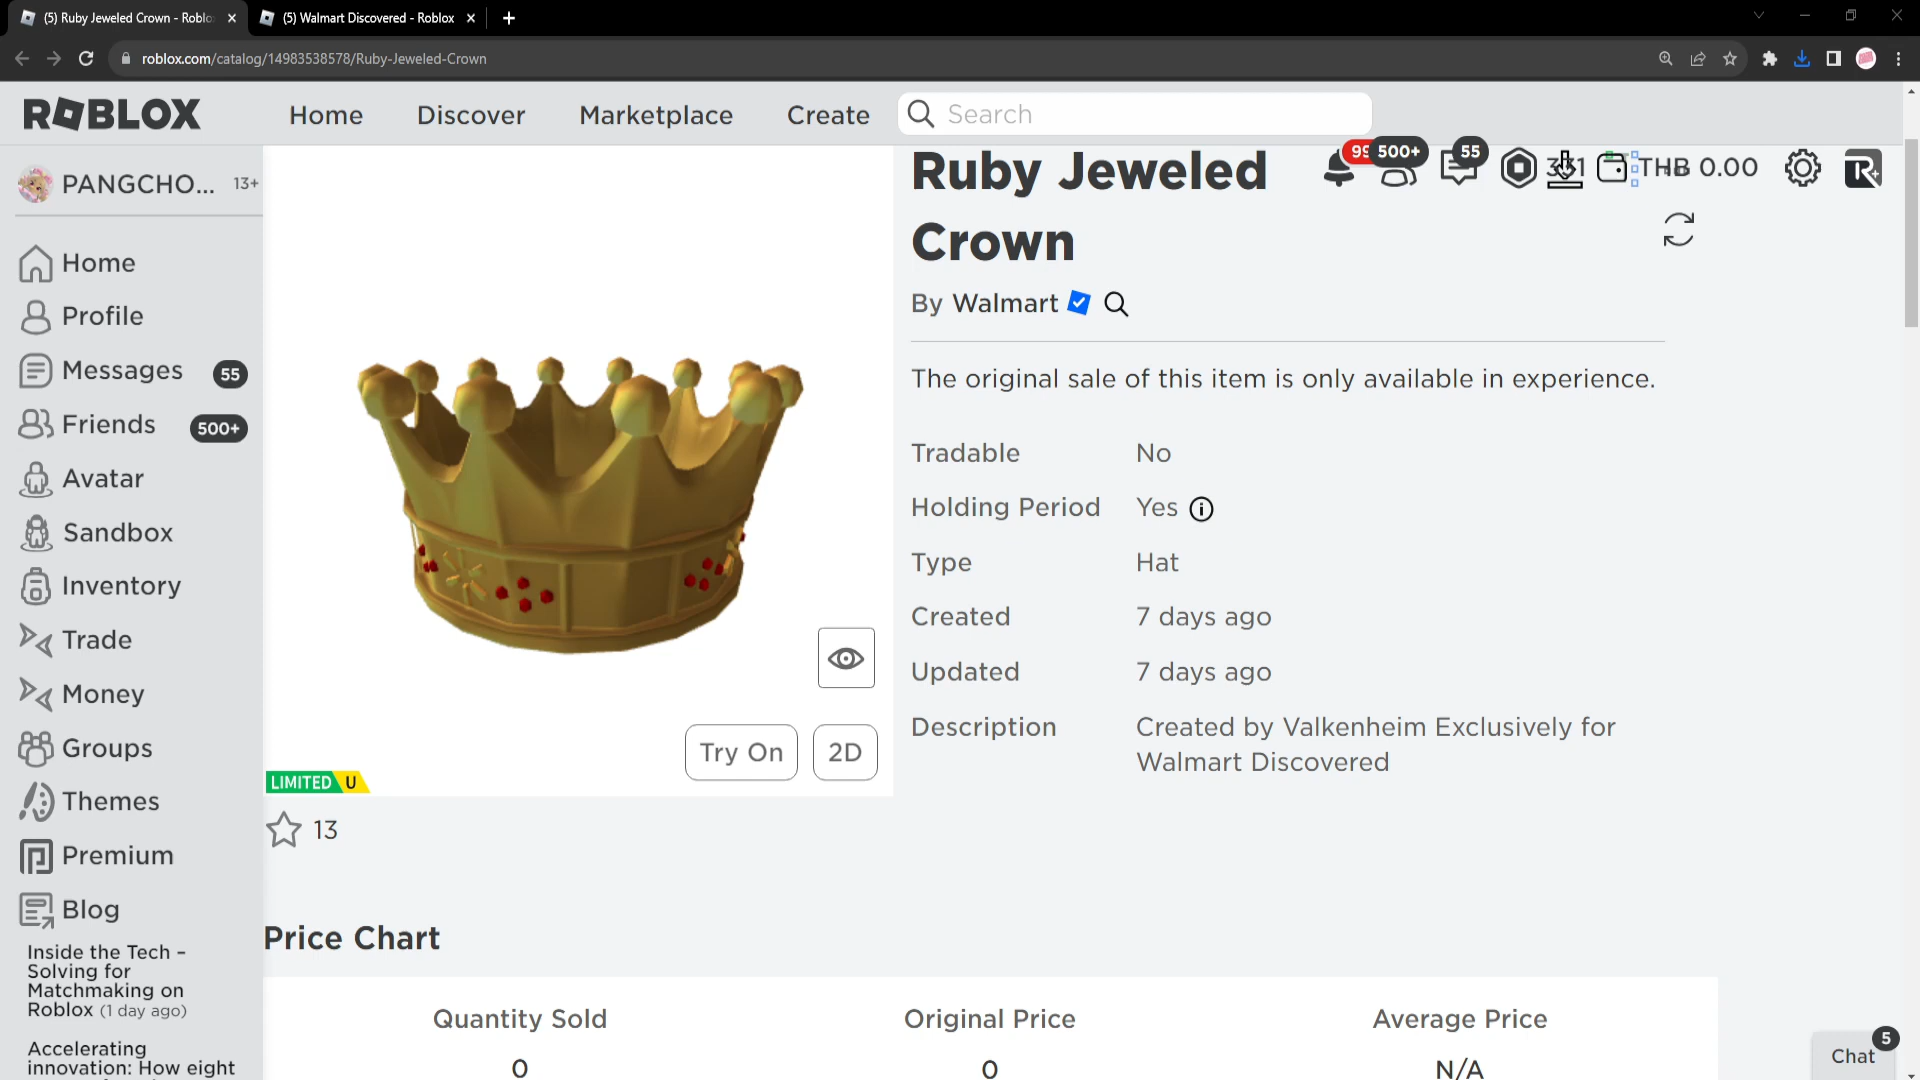 (5) Ruby Jeweled Crown - Roblo
(5) Walmart Discovered - Roblox
roblox.com/catalog/14983538578/Ruby-Jeweled-Crown
ROBLOX
Home
Discover
Marketplace
Create
Search
PANGCHO...
13+
Home
Profile
Messages
55
Friends
500+
Avatar
Sandbox
Inventory
Trade
Money
Groups
Themes
Premium
Blog
Inside the Tech –
Solving for
Matchmaking on
Roblox (1 day ago)
Accelerating
innovation: How eight
Try On
2D
LIMITED U
13
Ruby Jeweled
Crown
99
500+
55
THB 0.00
By Walmart
The original sale of this item is only available in experience.
Tradable
No
Holding Period
Yes
Type
Hat
Created
7 days ago
Updated
7 days ago
Description
Created by Valkenheim Exclusively for
Walmart Discovered
Price Chart
Quantity Sold
0
Original Price
0
Average Price
N/A
Chat
5